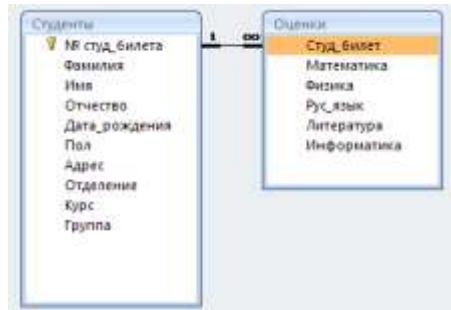 Студенты
№ студ_билета
Фамилия
Имя
Отчество
Дата_рождения
Пол
Адрес
Отделение
Курс
Группа
1
∞
Оценки
Студ_билет
Математика
Физика
Рус_язык
Литература
Информатика